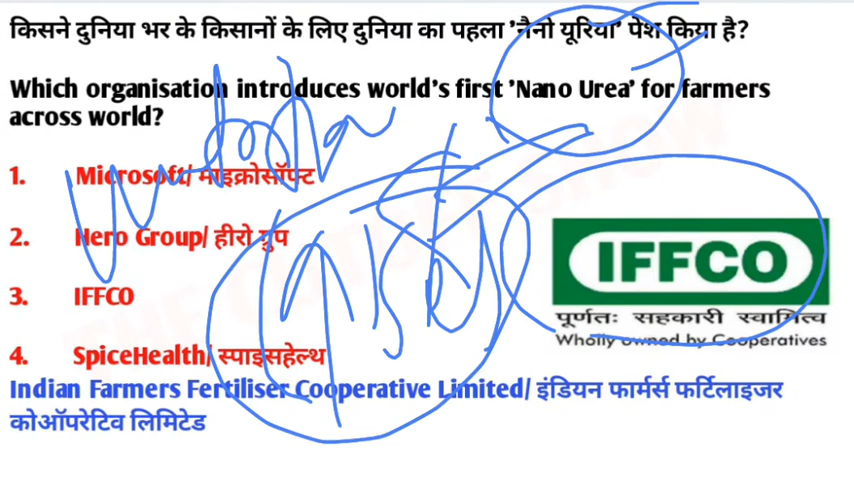 किसने दुनिया भर के किसानों के लिए दुनिया का पहला 'नैनो यूरिया' पेश किया है?
Which organisation introduces world's first 'Nano Urea' for farmers
across world?
1. Microsoft/ माइक्रोसॉफ्ट
2. Hero Group/ हीरो ग्रुप
3. IFFCO
4. SpiceHealth/ स्पाइसहेल्थ
IFFCO
पूर्णतः सहकारी स्वामित्व
Wholly owned by Cooperatives
Indian Farmers Fertiliser Cooperative Limited/ इंडियन फार्मर्स फर्टिलाइजर
कोऑपरेटिव लिमिटेड